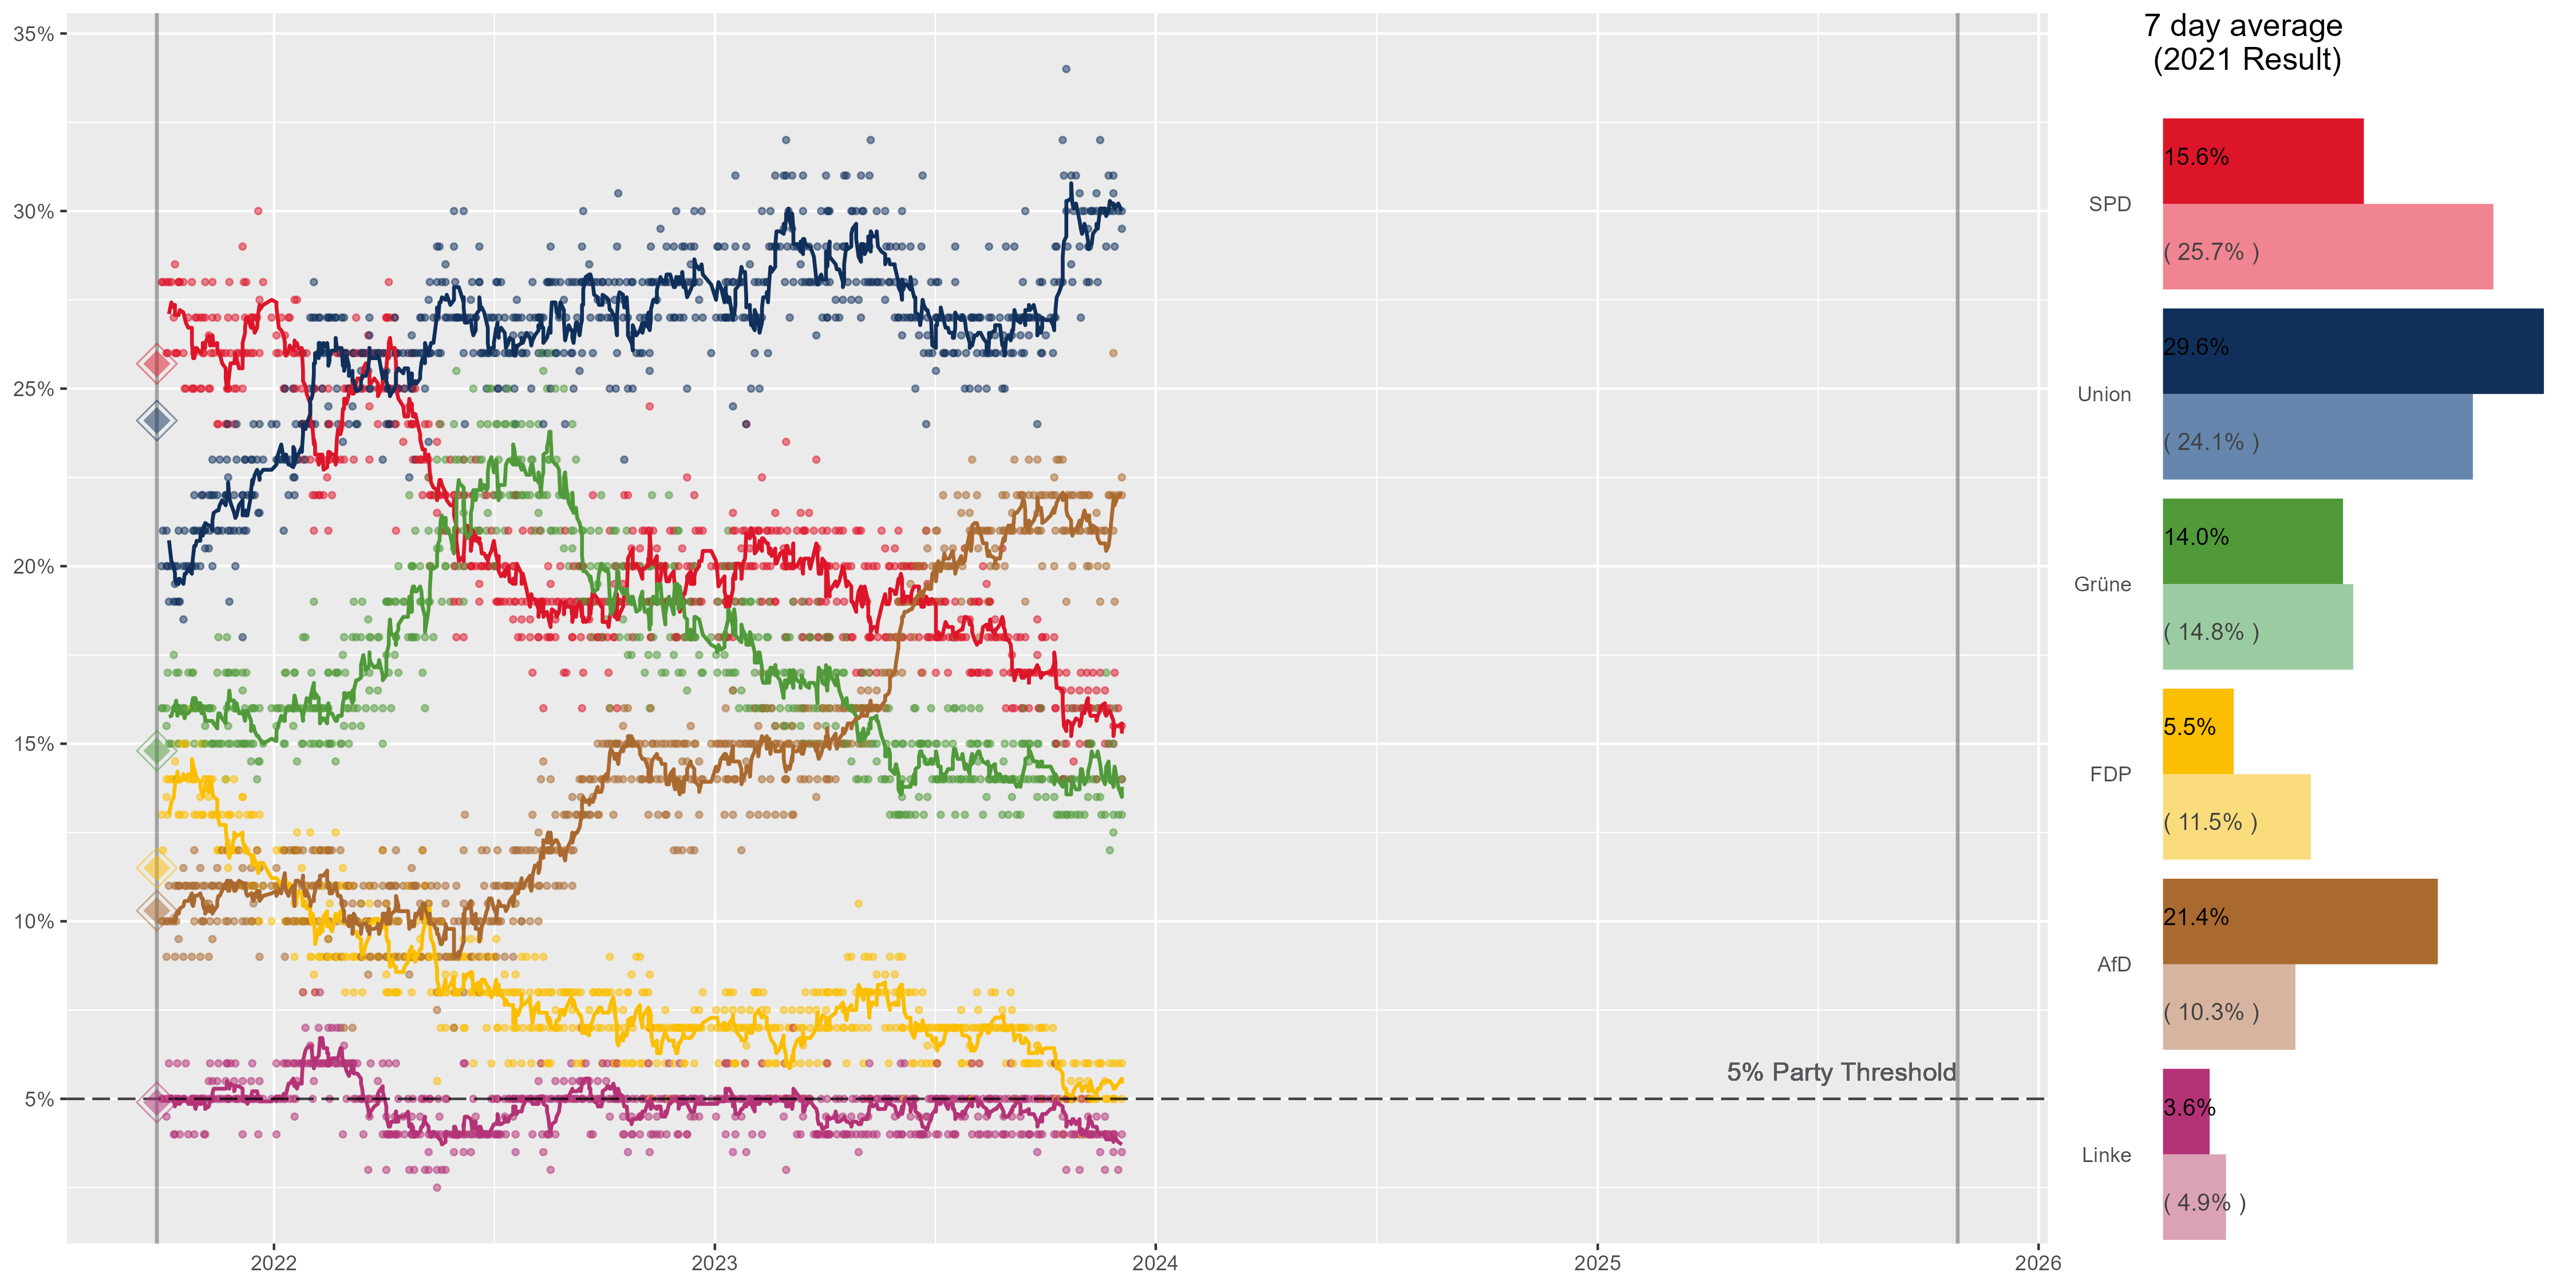 35%
30%
25%
20%
15%
10%
5%
5% Party Threshold
2022
2023
2024
2025
2026
7 day average
(2021 Result)
SPD
15.6%
( 25.7% )
Union
29.6%
( 24.1% )
Grüne
14.0%
( 14.8% )
FDP
5.5%
( 11.5% )
AfD
21.4%
( 10.3% )
Linke
3.6%
( 4.9% )